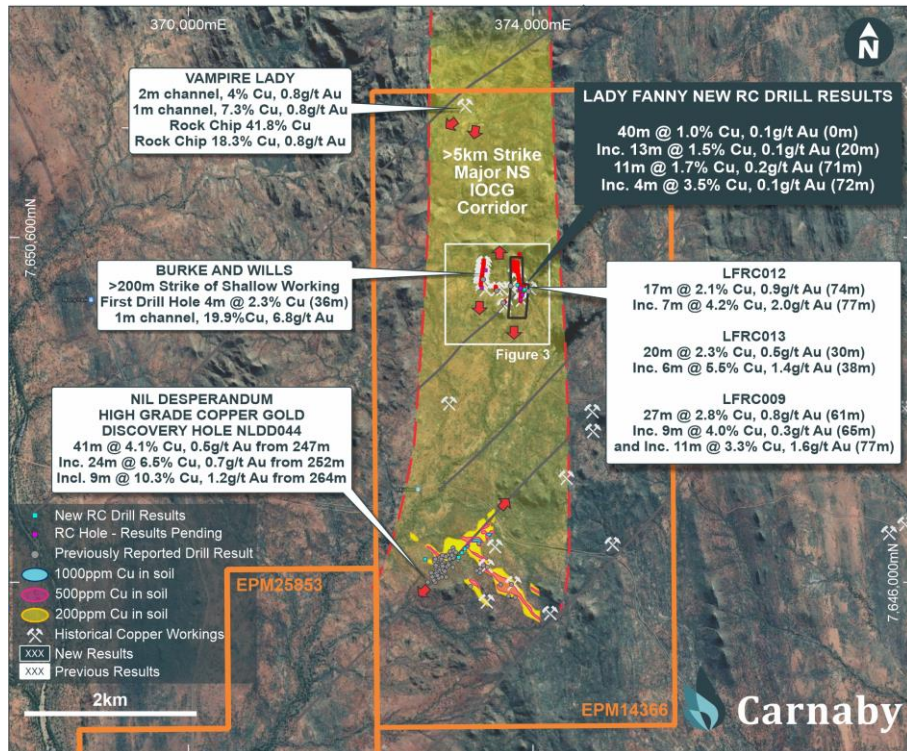 370,000mE
374,000mE
N
VAMPIRE LADY
2m channel, 4% Cu, 0.8g/t Au
1m channel, 7.3% Cu, 0.8g/t Au
Rock Chip 41.8% Cu
Rock Chip 18.3% Cu, 0.8g/t Au
LADY FANNY NEW RC DRILL RESULTS
40m @ 1.0% Cu, 0.1g/t Au (0m)
Inc. 13m @ 1.5% Cu, 0.1g/t Au (20m)
11m @ 1.7% Cu, 0.2g/t Au (71m)
Inc. 4m @ 3.5% Cu, 0.1g/t Au (72m)
>5km Strike
Major NS
IOCG
Corridor
7,650,600mN
BURKE AND WILLS
>200m Strike of Shallow Working
First Drill Hole 4m @ 2.3% Cu (36m)
1m channel, 19.9%Cu, 6.8g/t Au
Figure 3
LFRC012
17m @ 2.1% Cu, 0.9g/t Au (74m)
Inc. 7m @ 4.2% Cu, 2.0g/t Au (77m)
LFRC013
20m @ 2.3% Cu, 0.5g/t Au (30m)
Inc. 6m @ 5.5% Cu, 1.4g/t Au (38m)
LFRC009
27m @ 2.8% Cu, 0.8g/t Au (61m)
Inc. 9m @ 4.0% Cu, 0.3g/t Au (65m)
and Inc. 11m @ 3.3% Cu, 1.6g/t Au (77m)
NIL DESPERANDUM
HIGH GRADE COPPER GOLD
DISCOVERY HOLE NLDD044
41m @ 4.1% Cu, 0.5g/t Au from 247m
Inc. 24m @ 6.5% Cu, 0.7g/t Au from 252m
Incl. 9m @ 10.3% Cu, 1.2g/t Au from 264m
New RC Drill Results
RC Hole - Results Pending
Previously Reported Drill Result
1000ppm Cu in soil
500ppm Cu in soil
200ppm Cu in soil
Historical Copper Workings
XXX New Results
XXX Previous Results
2km
EPM25853
7,646,000mN
EPM14366
Carnaby